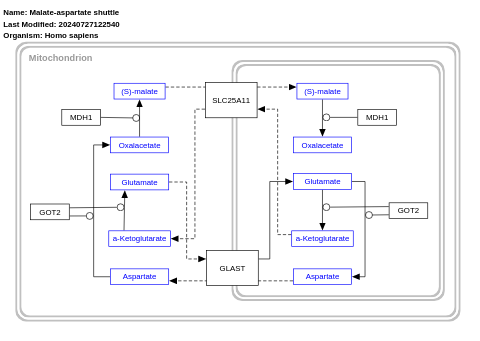 Name: Malate-aspartate shuttle
Last Modified: 20240727122540
Organism: Homo sapiens
Mitochondrion
(S)-malate
SLC25A11
(S)-malate
MDH1
MDH1
Oxalacetate
Oxalacetate
Glutamate
Glutamate
GOT2
GOT2
a-Ketoglutarate
a-Ketoglutarate
GLAST
Aspartate
Aspartate